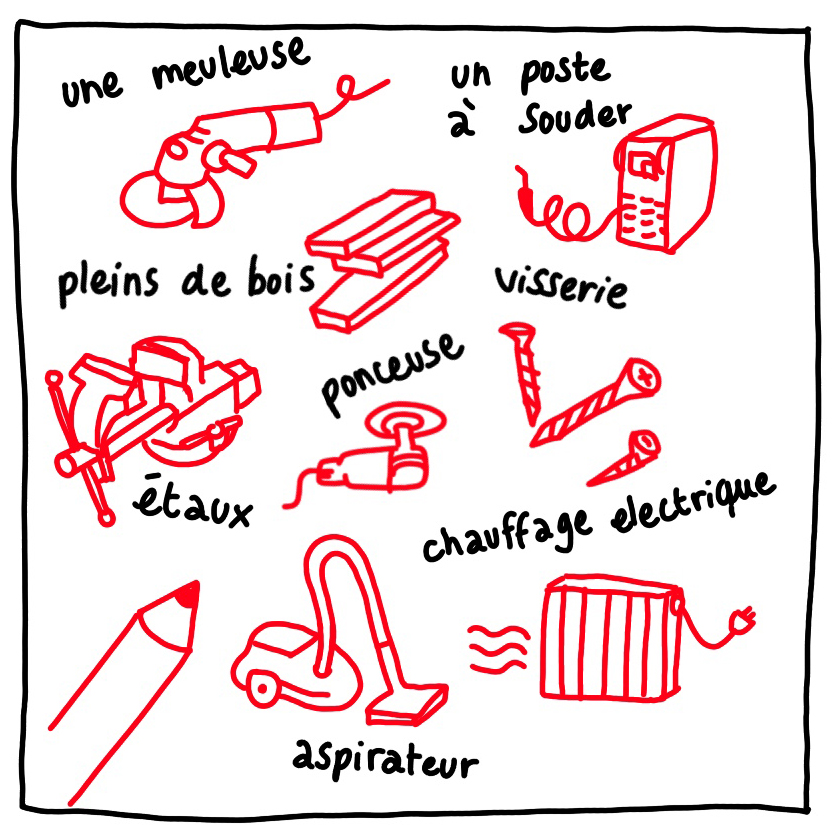 une meuleuse
un poste
à souder
pleins de bois
visserie
ponceuse
étaux
chauffage electrique
aspirateur